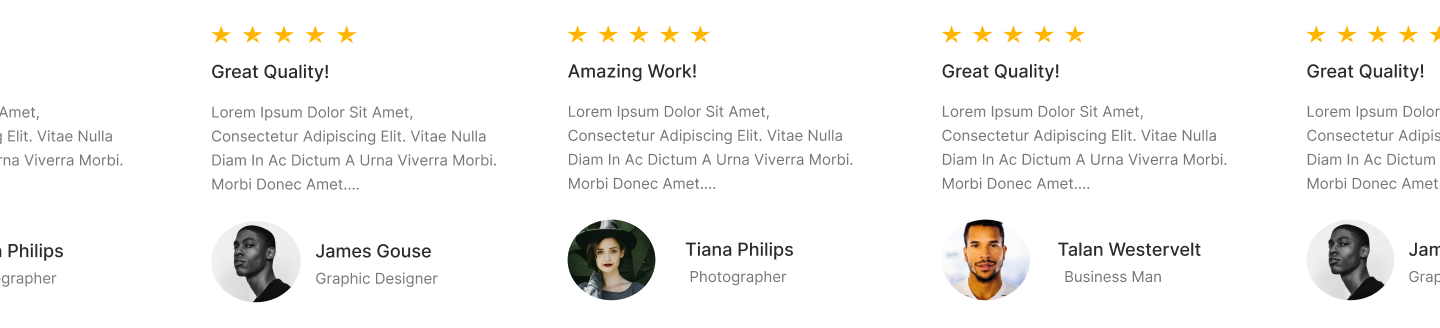 Amet,
Elit. Vitae Nulla
Viverra Morbi.
Philips
Great Quality!
Lorem Ipsum Dolor Sit Amet,
Consectetur Adipiscing Elit. Vitae Nulla
Diam In Ac Dictum A Urna Viverra Morbi.
Morbi Donec Amet....
James Gouse
Graphic Designer
Amazing Work!
Lorem Ipsum Dolor Sit Amet,
Consectetur Adipiscing Elit. Vitae Nulla
Diam In Ac Dictum A Urna Viverra Morbi.
Morbi Donec Amet....
Tiana Philips
Photographer
Great Quality!
Lorem Ipsum Dolor Sit Amet,
Consectetur Adipiscing Elit. Vitae Nulla
Diam In Ac Dictum A Urna Viverra Morbi.
Morbi Donec Amet....
Talan Westervelt
Business Man
Great Quality!
Lorem Ipsum Dolor
Consectetur
Diam In Ac Dictum
Morbi Donec Amet